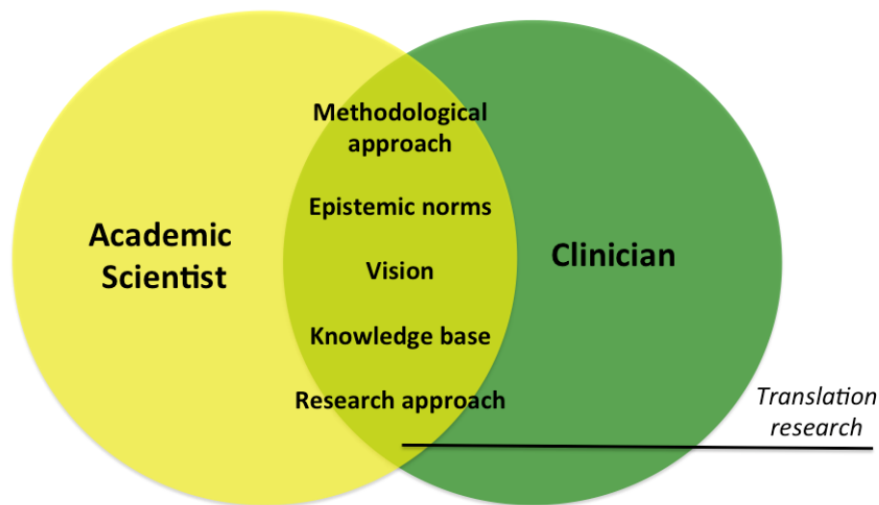 Methodological
approach
Epistemic norms
Academic
Scientist
Vision
Clinician
Knowledge base
Research approach
Translation
research